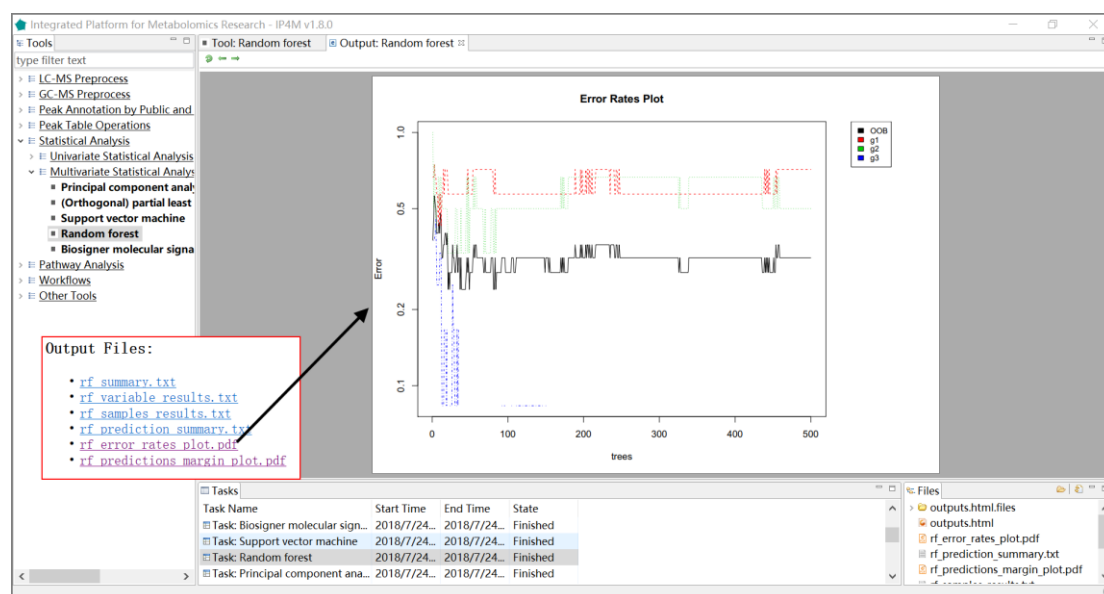 Integrated Platform for Metabolomics Research - IP4M v1.8.0
Tools
type filter text
LC-MS Preprocess
GC-MS Preprocess
Peak Annotation by Public and
Peak Table Operations
Statistical Analysis
Univariate Statistical Analysis
Multivariate Statistical Analys
Principal component analy
(Orthogonal) partial least
Support vector machine
Random forest
Biosigner molecular signa
Pathway Analysis
Workflows
Other Tools
Tool: Random forest
Output: Random forest
Error Rates Plot
OOB
g1
g2
g3
1.0
0.5
0.2
0.1
Error
0 100 200 300 400 500
trees
Output Files:
• rf_summary.txt
• rf_variable_results.txt
• rf_samples_results.txt
• rf_prediction_summary.txt
• rf_error_rates_plot.pdf
• rf_predictions_margin_plot.pdf
Tasks
Task Name Start Time End Time State
Task: Biosigner molecular sign... 2018/7/24... 2018/7/24... Finished
Task: Support vector machine 2018/7/24... 2018/7/24... Finished
Task: Random forest 2018/7/24... 2018/7/24... Finished
Task: Principal component ana... 2018/7/24... 2018/7/24... Finished
Files
outputs.html.files
outputs.html
rf_error_rates_plot.pdf
rf_prediction_summary.txt
rf_predictions_margin_plot.pdf